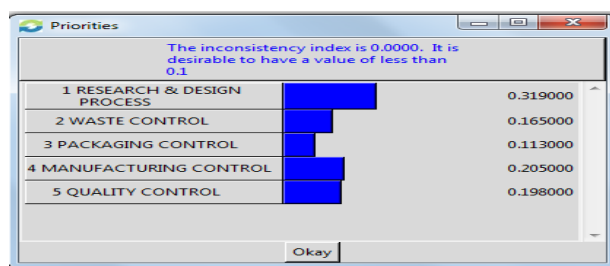 Priorities
The inconsistency index is 0.0000. It is
desirable to have a value of less than
0.1
1 RESEARCH & DESIGN
PROCESS
0.319000
2 WASTE CONTROL
0.165000
3 PACKAGING CONTROL
0.113000
4 MANUFACTURING CONTROL
0.205000
5 QUALITY CONTROL
0.198000
Okay